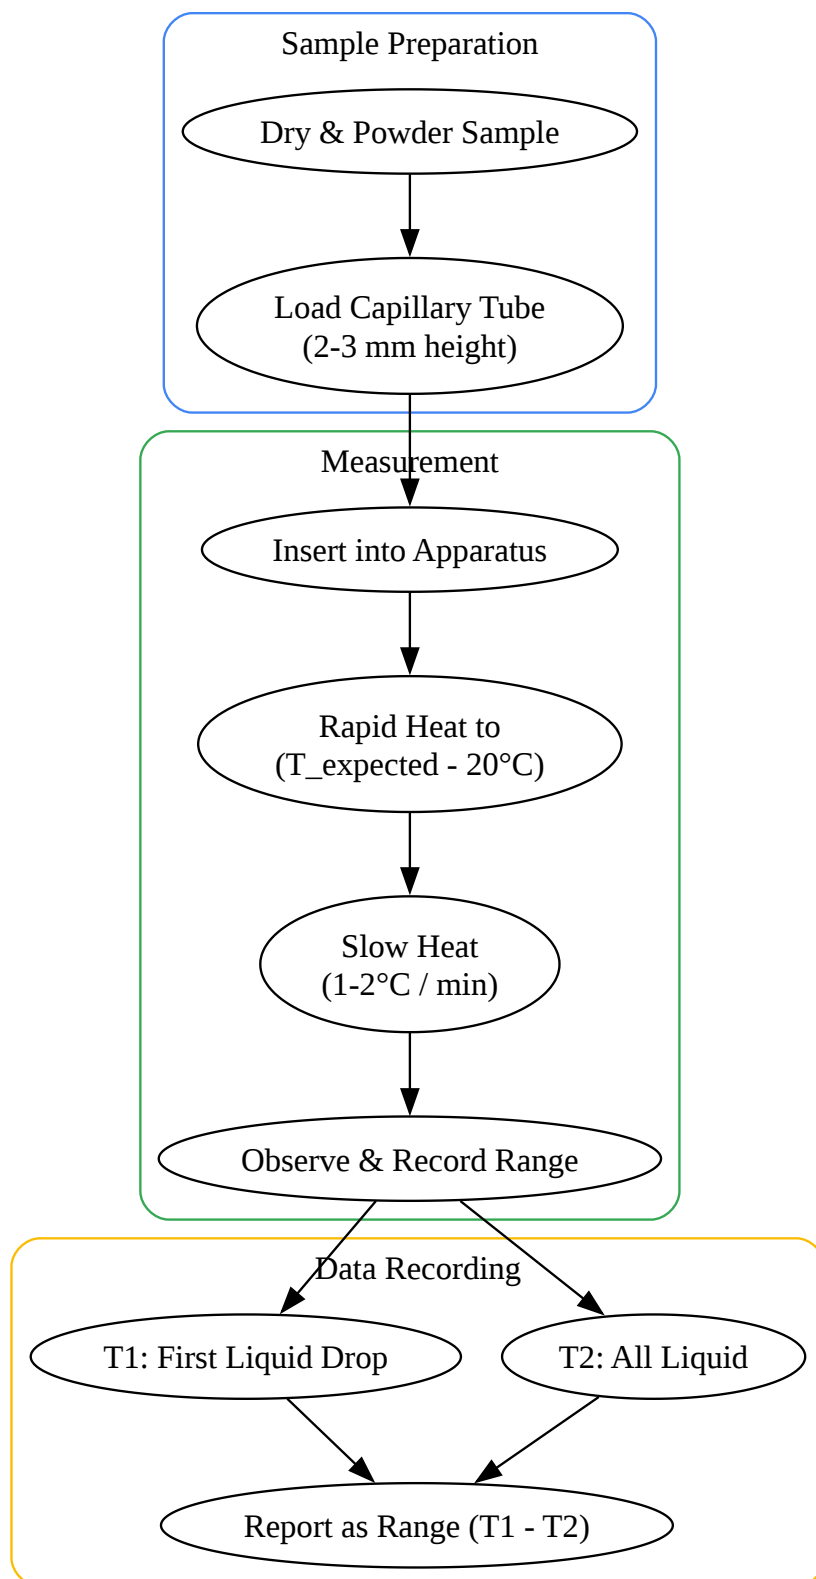 Sample Preparation
Dry & Powder Sample
Load Capillary Tube
(2-3 mm height)
Measurement
Insert into Apparatus
Rapid Heat to
(T_expected - 20°C)
Slow Heat
(1-2°C / min)
Observe & Record Range
Data Recording
T1: First Liquid Drop
T2: All Liquid
Report as Range (T1 - T2)